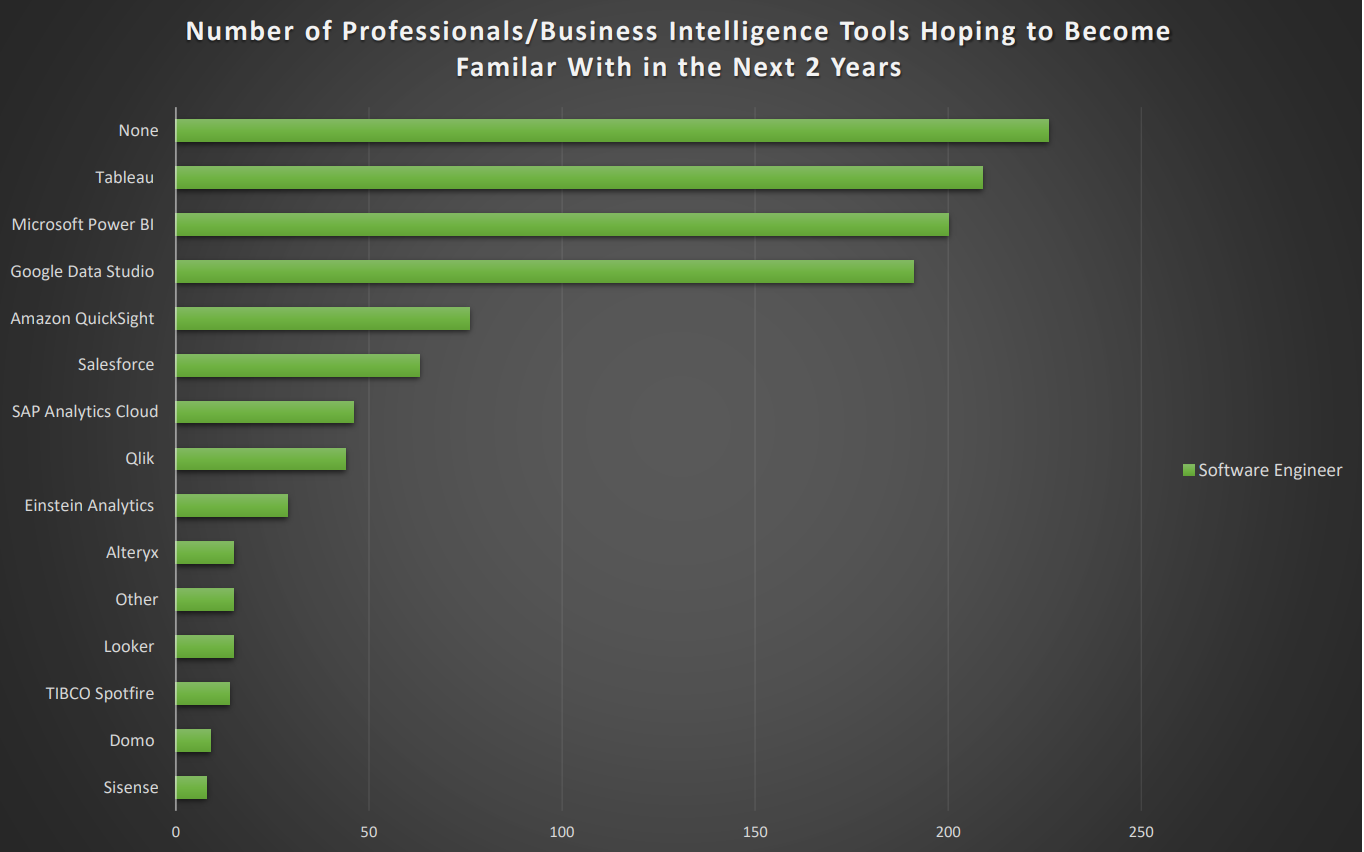 Number of Professionals/Business Intelligence Tools Hoping to Become
Familar With in the Next 2 Years
None
Tableau
Microsoft Power BI
Google Data Studio
Amazon QuickSight
Salesforce
SAP Analytics Cloud
Qlik
Einstein Analytics
Alteryx
Other
Looker
TIBCO Spotfire
Domo
Sisense
0 50 100 150 200 250
Software Engineer